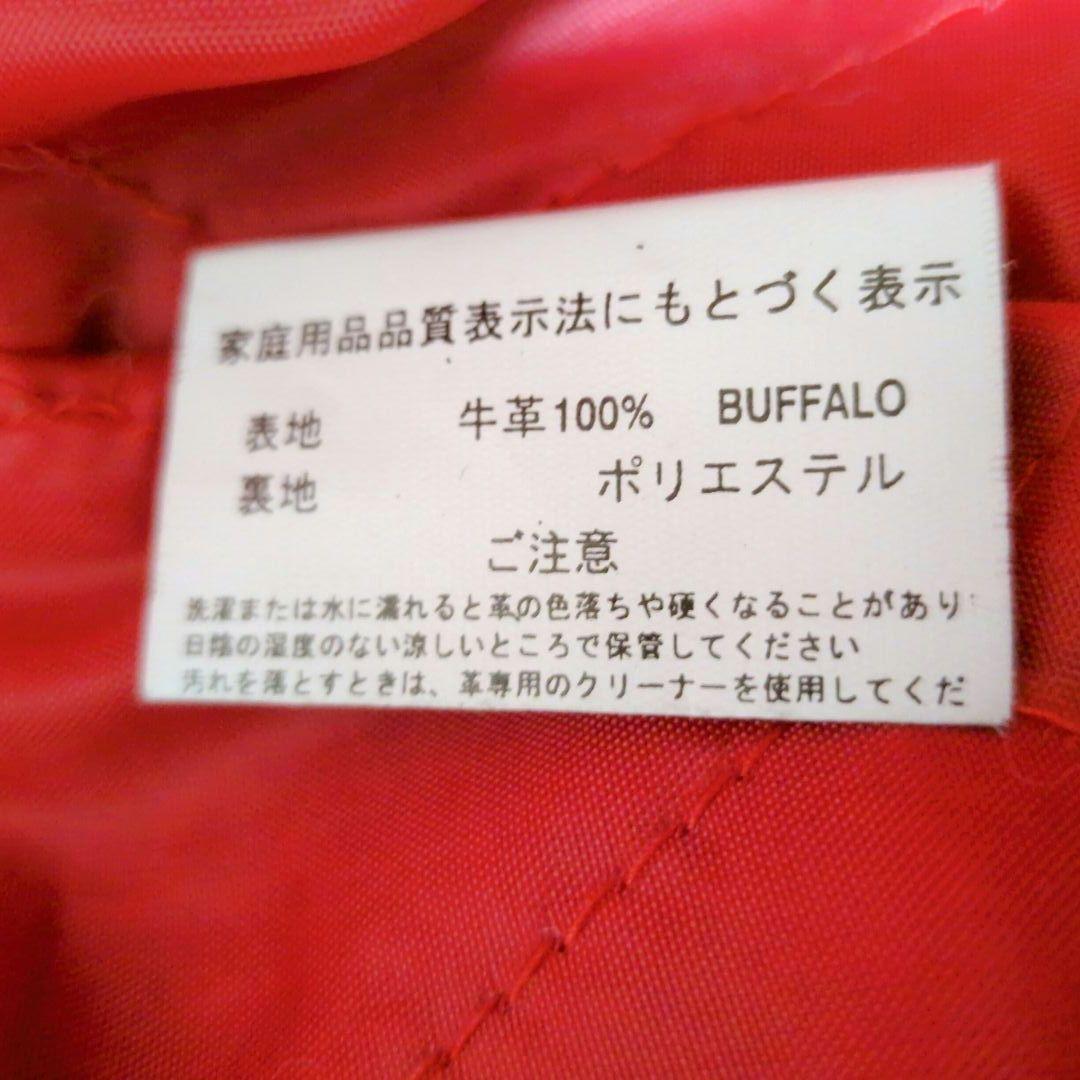 家庭用品品質表示法にもとづく表示
表地 牛革100% BUFFALO
裏地 ポリエステル
ご注意
洗濯または水に濡れると革の色落ちや硬くなることがあり
日陰の湿度のない涼しいところで保管してください
汚れを落とすときは、革専用のクリーナーを使用してくだ